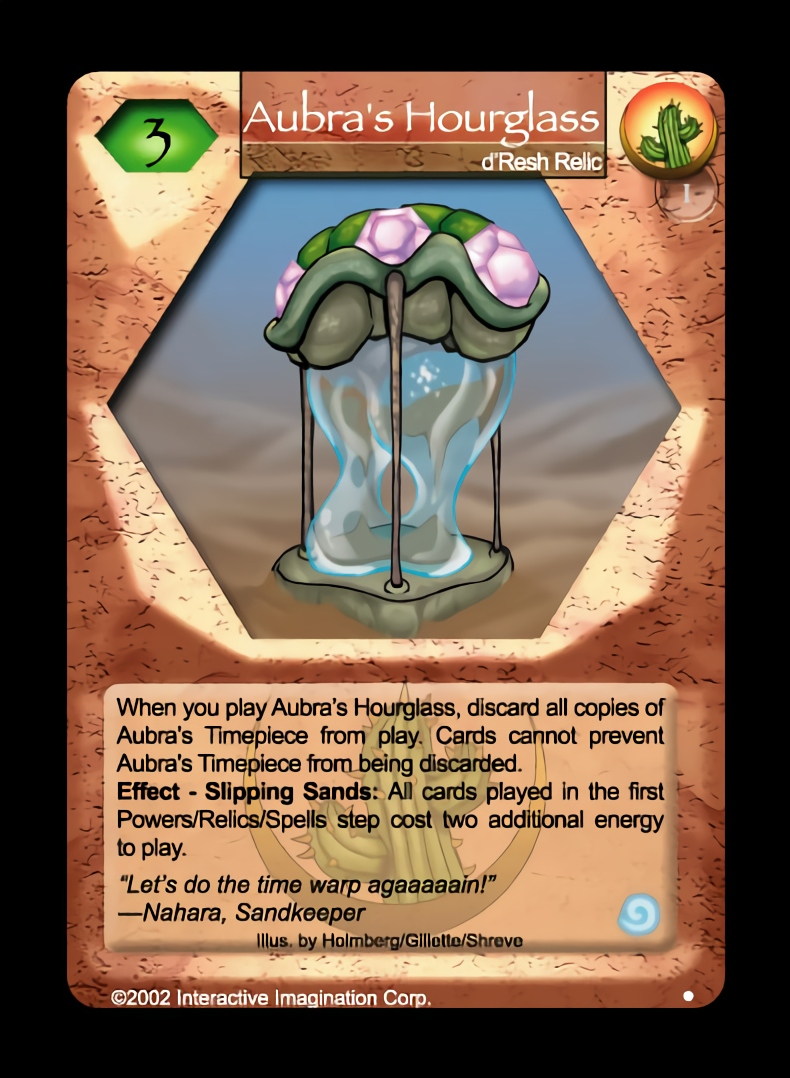 3
Aubra's Hourglass
d'Resh Relic
1
When you play Aubra's Hourglass, discard all copies of
Aubra's Timepiece from play. Cards cannot prevent
Aubra's Timepiece from being discarded.
Effect - Slipping Sands: All cards played in the first
Powers/Relics/Spells step cost two additional energy
to play.
"Let's do the time warp agaaaaain!"
—Nahara, Sandkeeper
Illus. by Holmberg/Gillotte/Shreve
©2002 Interactive Imagination Corp.